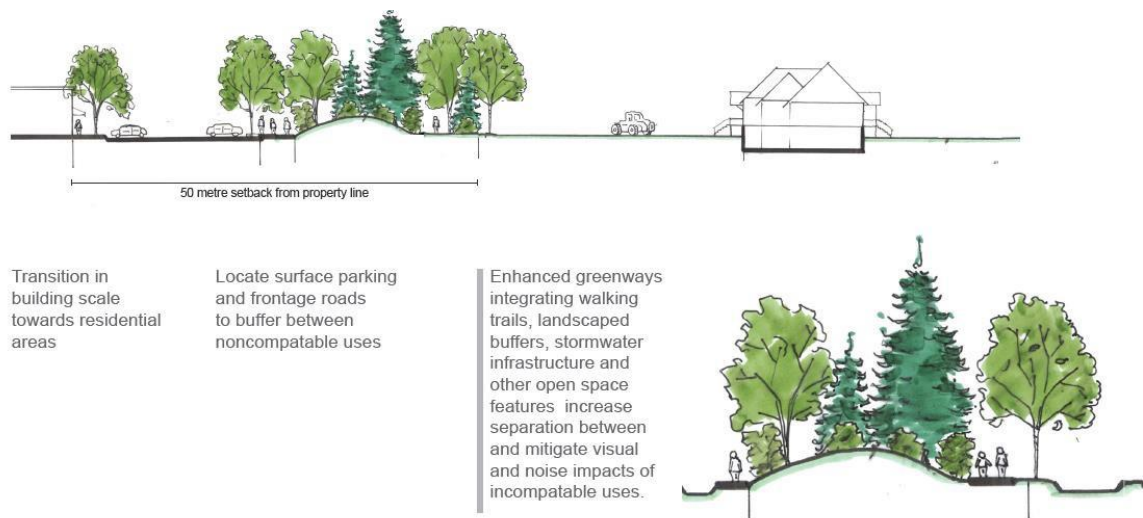 50 metre setback from property line
Transition in
building scale
towards residential
areas
Locate surface parking
and frontage roads
to buffer between
noncompatable uses
Enhanced greenways
integrating walking
trails, landscaped
buffers, stormwater
infrastructure and
other open space
features increase
separation between
and mitigate visual
and noise impacts of
incompatable uses.